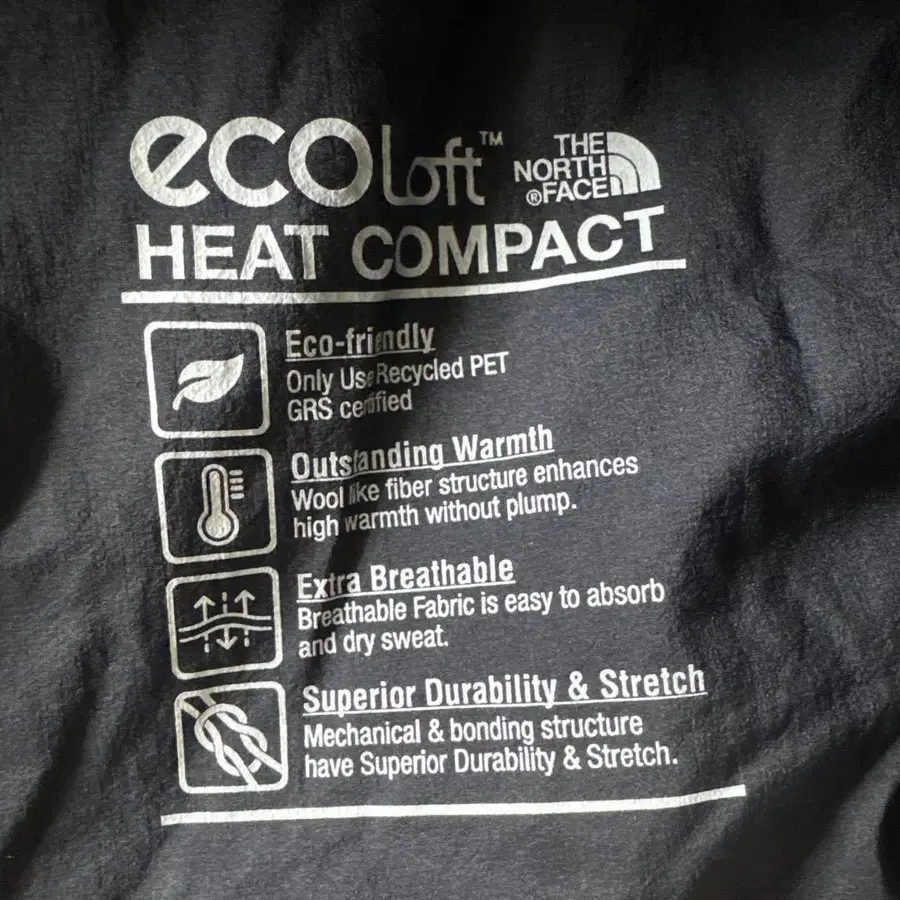 ecoloft™
THE
NORTH
®FACE
HEAT COMPACT
Eco-friendly
Only Use Recycled PET
GRS certified
Outstanding Warmth
Wool like fiber structure enhances
high warmth without plump.
Extra Breathable
Breathable Fabric is easy to absorb
and dry sweat.
Superior Durability & Stretch
Mechanical & bonding structure
have Superior Durability & Stretch.